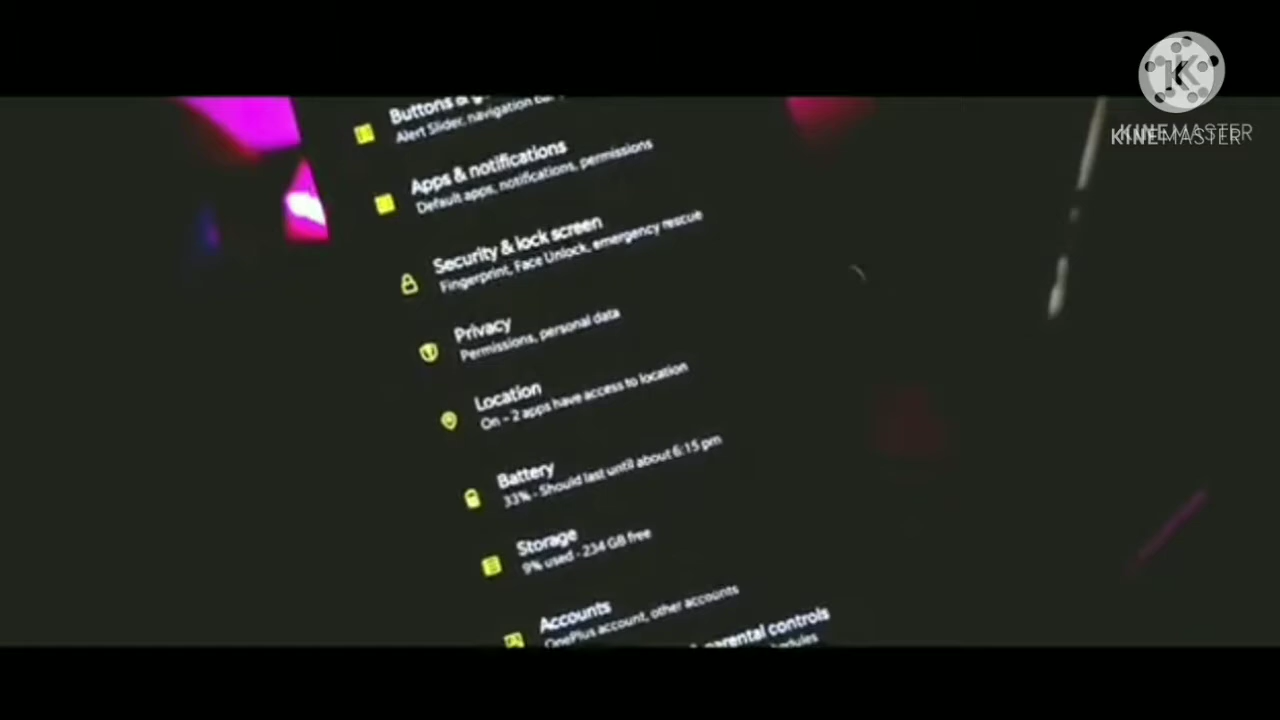 Buttons &
Alert Slider, navigation
Apps & notifications
Default apps, notifications, permissions
Security & lock screen
Fingerprint, Face Unlock, emergency rescue
Privacy
Permissions, personal data
Location
On - 2 apps have access to location
Battery
33% - Should last until about 6:15 pm
Storage
9% used - 234 GB free
Accounts
OnePlus account, other accounts
parental controls
K
KINEMASTER
KINEMASTER